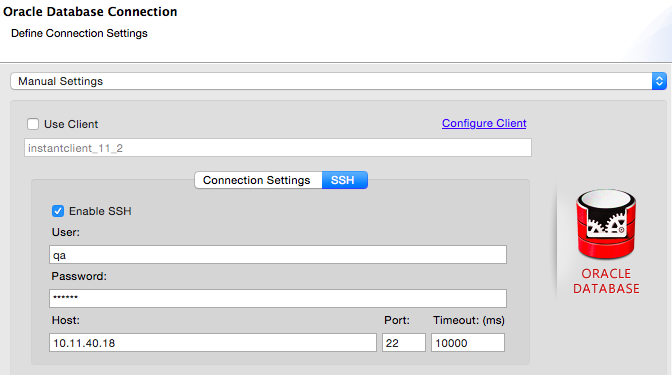 Oracle Database Connection
Define Connection Settings
Manual Settings
Use Client
Configure Client
instantclient_11_2
Connection Settings SSH
Enable SSH
User:
qa
Password:
******
Host: Port: Timeout: (ms)
10.11.40.18 22 10000
ORACLE
DATABASE